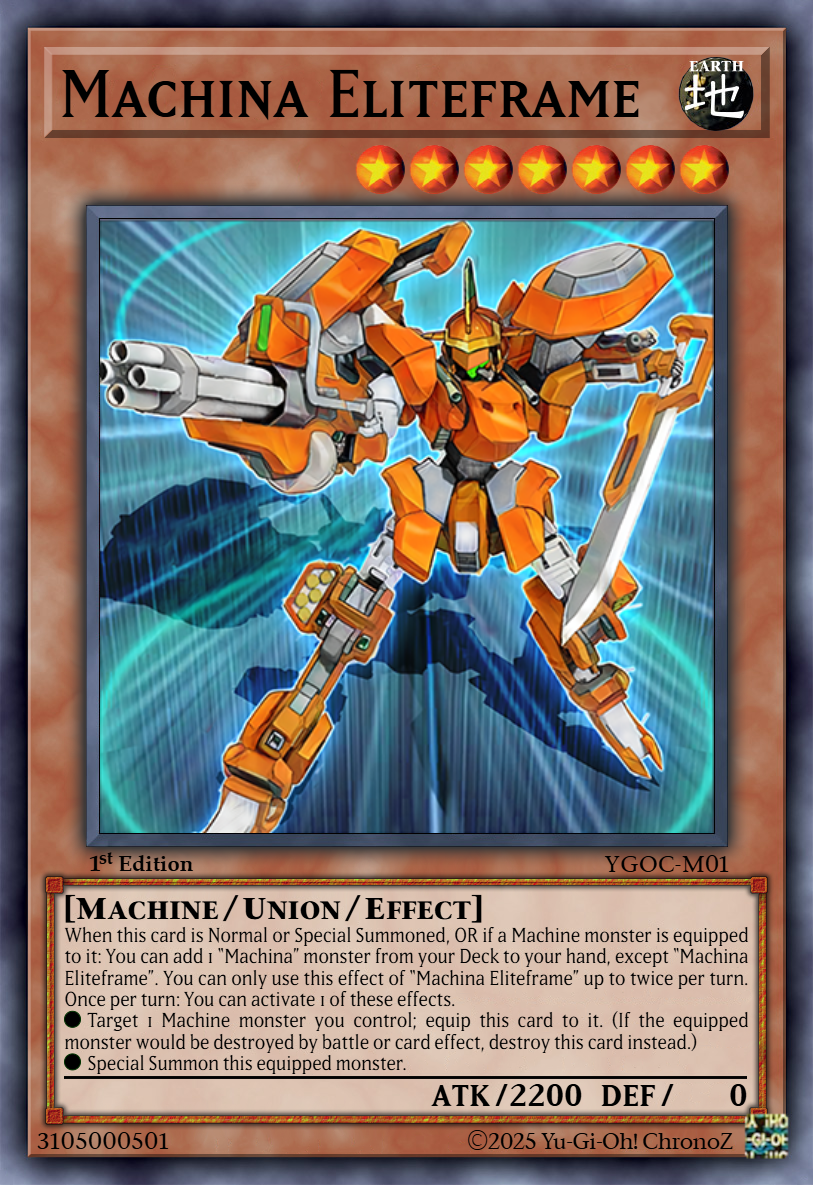 Machina Eliteframe
EARTH
地
1st Edition
YGOC-M01
[Machine/Union/Effect]
When this card is Normal or Special Summoned, OR if a Machine monster is equipped
to it: You can add 1 "Machina" monster from your Deck to your hand, except "Machina
Eliteframe". You can only use this effect of "Machina Eliteframe" up to twice per turn.
Once per turn: You can activate 1 of these effects.
● Target 1 Machine monster you control; equip this card to it. (If the equipped
monster would be destroyed by battle or card effect, destroy this card instead.)
● Special Summon this equipped monster.
ATK/2200 DEF/ 0
3105000501
©2025 Yu-Gi-Oh! ChronoZ